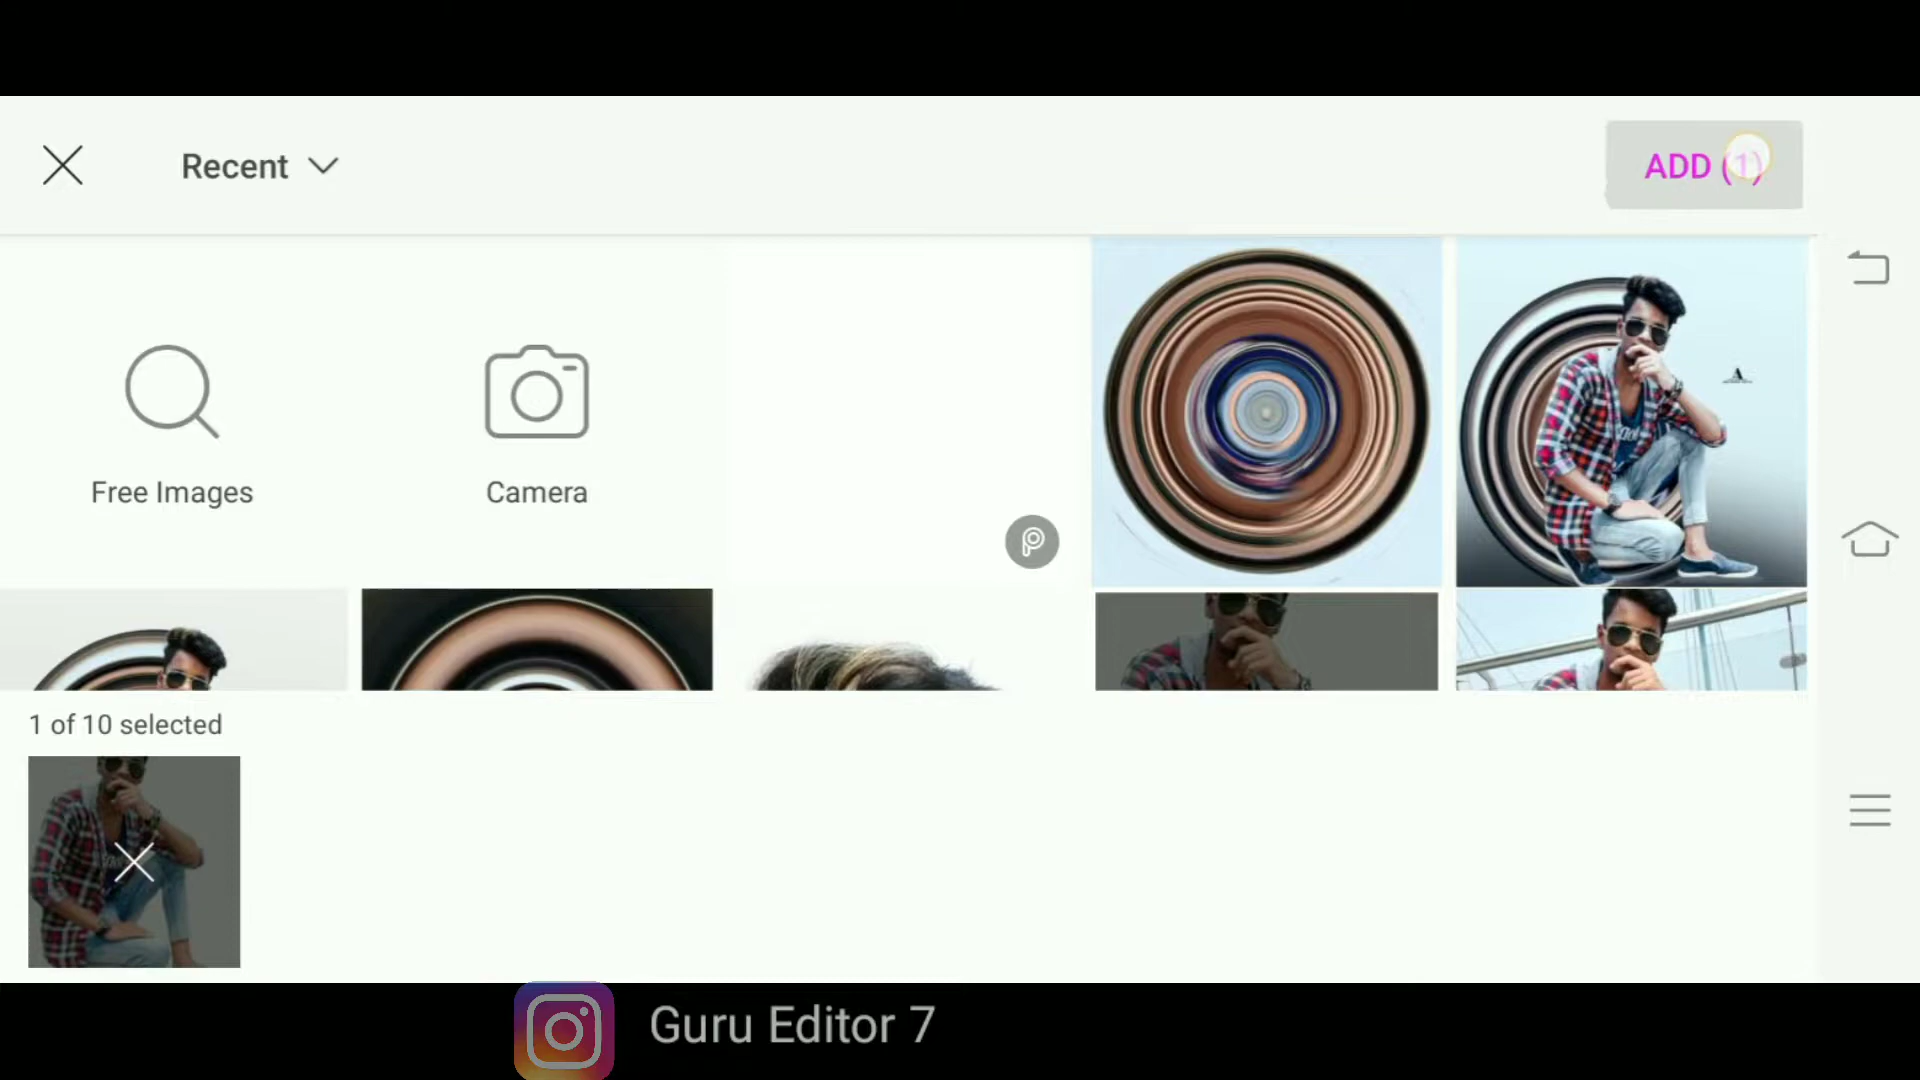 Recent
ADD (1)
Free Images
Camera
1 of 10 selected
Guru Editor 7